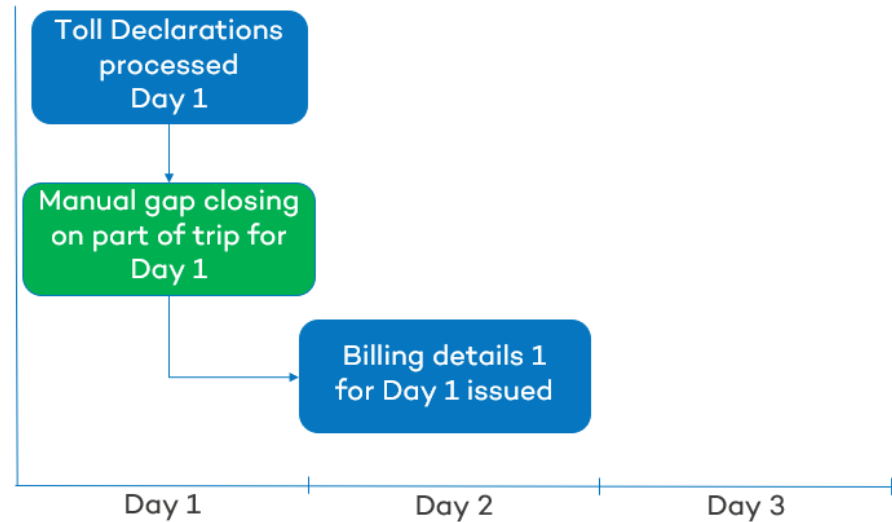 Toll Declarations
processed
Day 1
Manual gap closing
on part of trip for
Day 1
Billing details 1
for Day 1 issued
Day 1
Day 2
Day 3